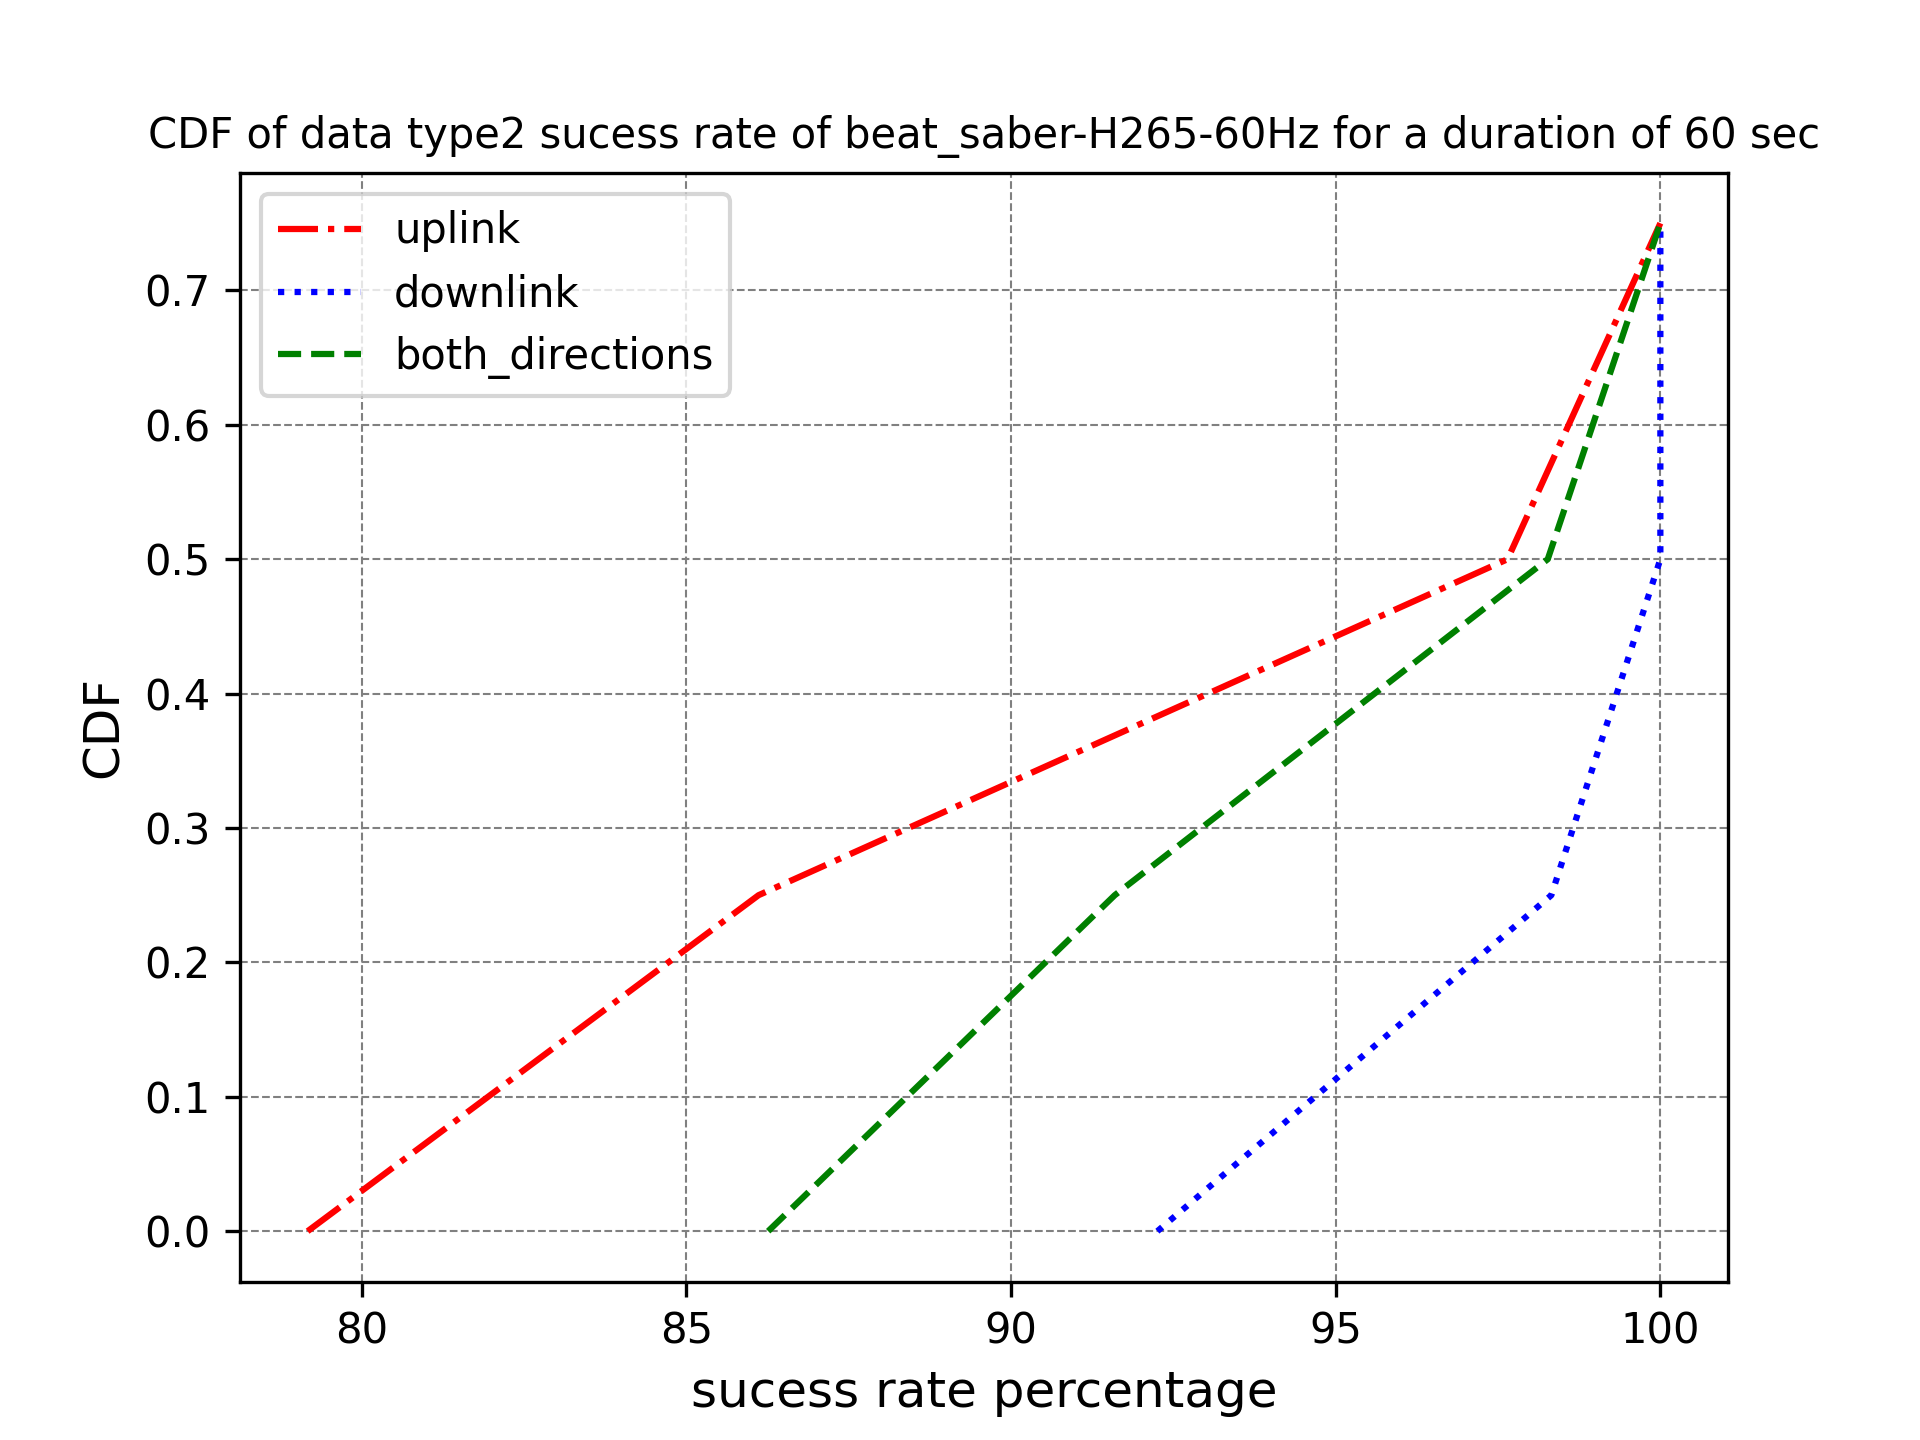 CDF of data type2 sucess rate of beat_saber-H265-60Hz for a duration of 60 sec
uplink
downlink
both_directions
0.7
0.6
0.5
0.4
0.3
0.2
0.1
0.0
CDF
80 85 90 95 100
sucess rate percentage